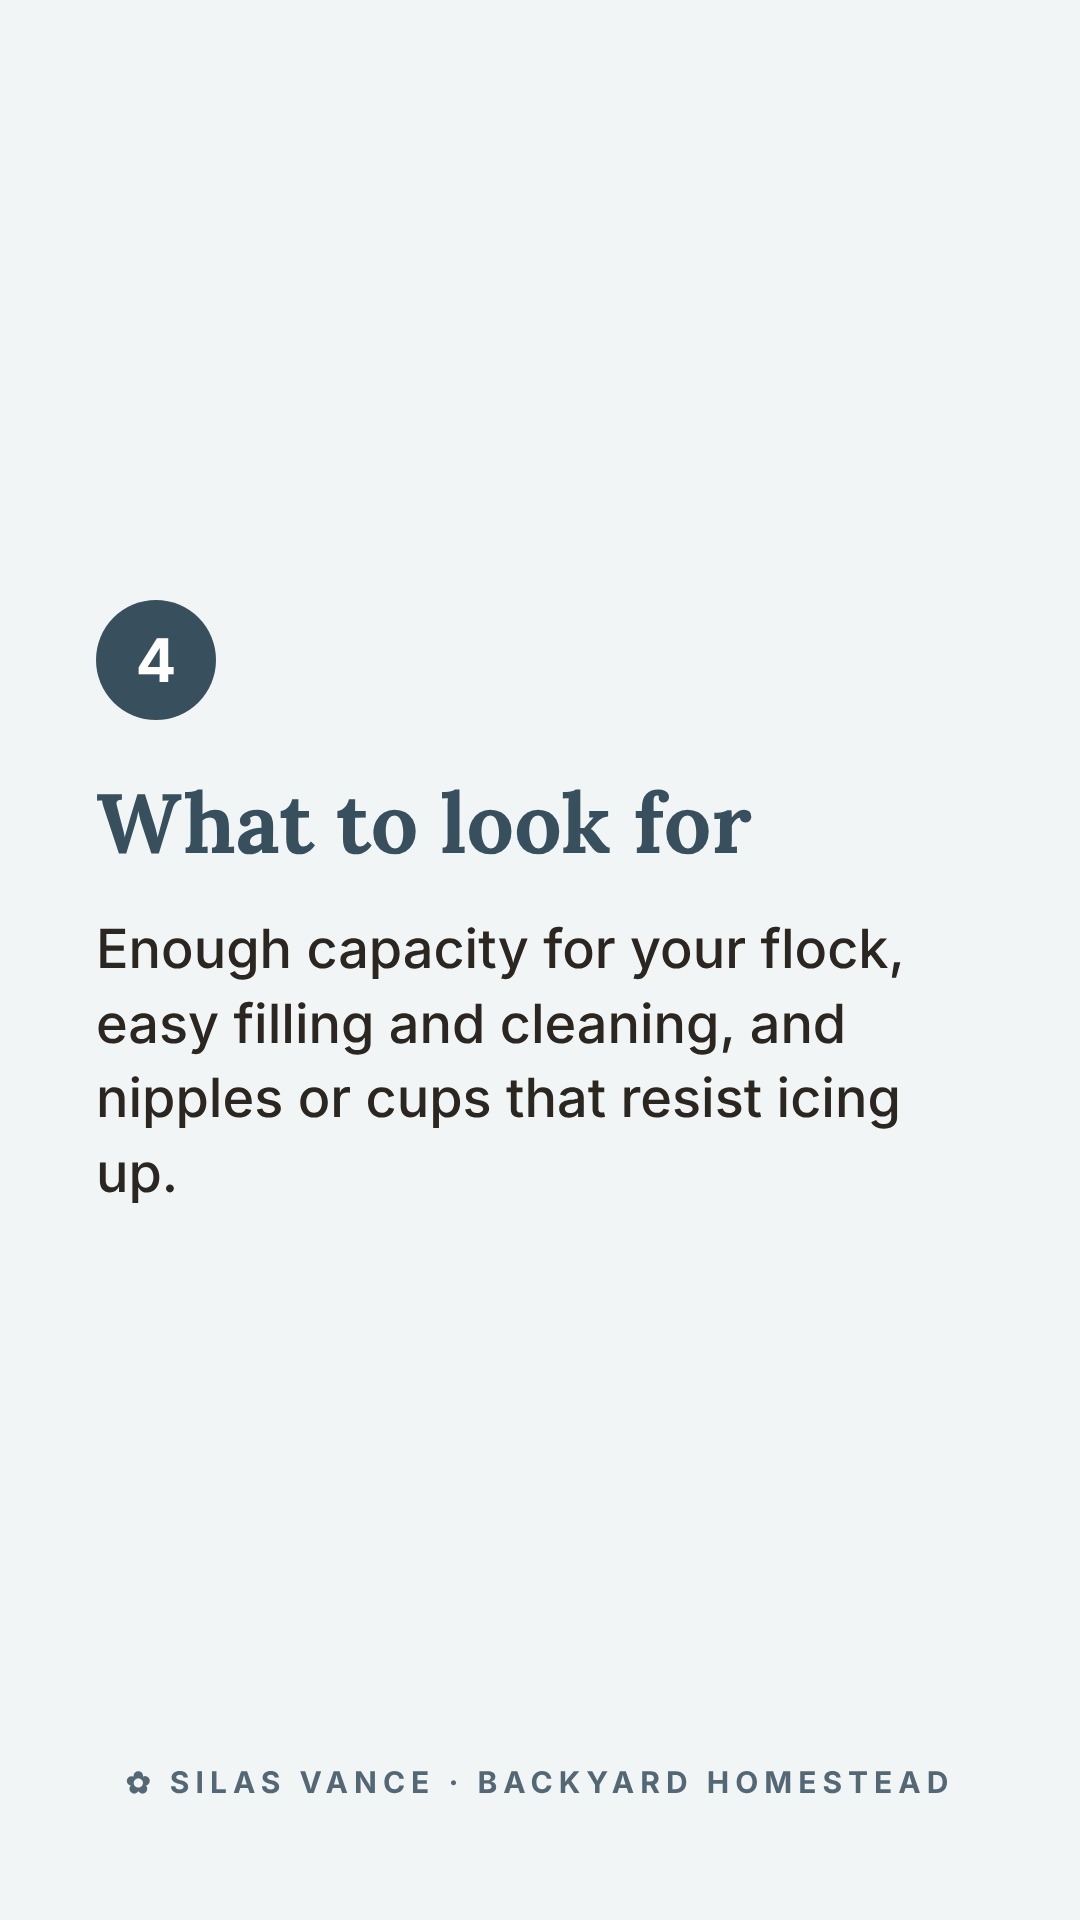 4
What to look for
Enough capacity for your flock,
easy filling and cleaning, and
nipples or cups that resist icing
up.
✿ SILAS VANCE · BACKYARD HOMESTEAD